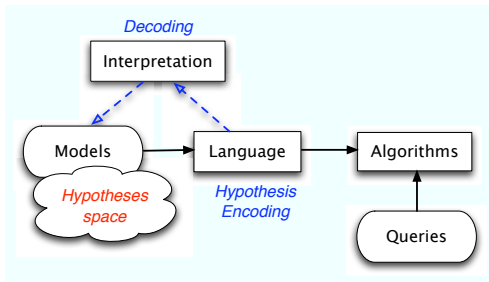 Decoding
Interpretation
Models
Language
Algorithms
Hypotheses
space
Hypothesis
Encoding
Queries